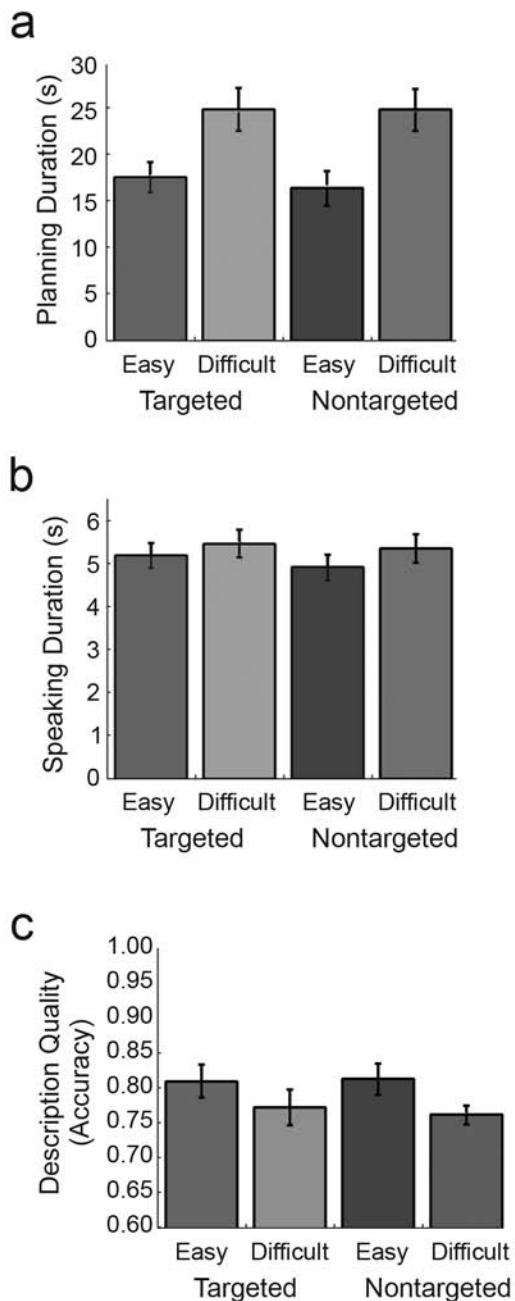 a
Planning Duration (s)
30
25
20
15
10
5
0
Easy Difficult Easy Difficult
Targeted Nontargeted
b
Speaking Duration (s)
6
5
4
3
2
1
0
Easy Difficult Easy Difficult
Targeted Nontargeted
c
Description Quality
(Accuracy)
1.00
0.95
0.90
0.85
0.80
0.75
0.70
0.65
0.60
Easy Difficult Easy Difficult
Targeted Nontargeted